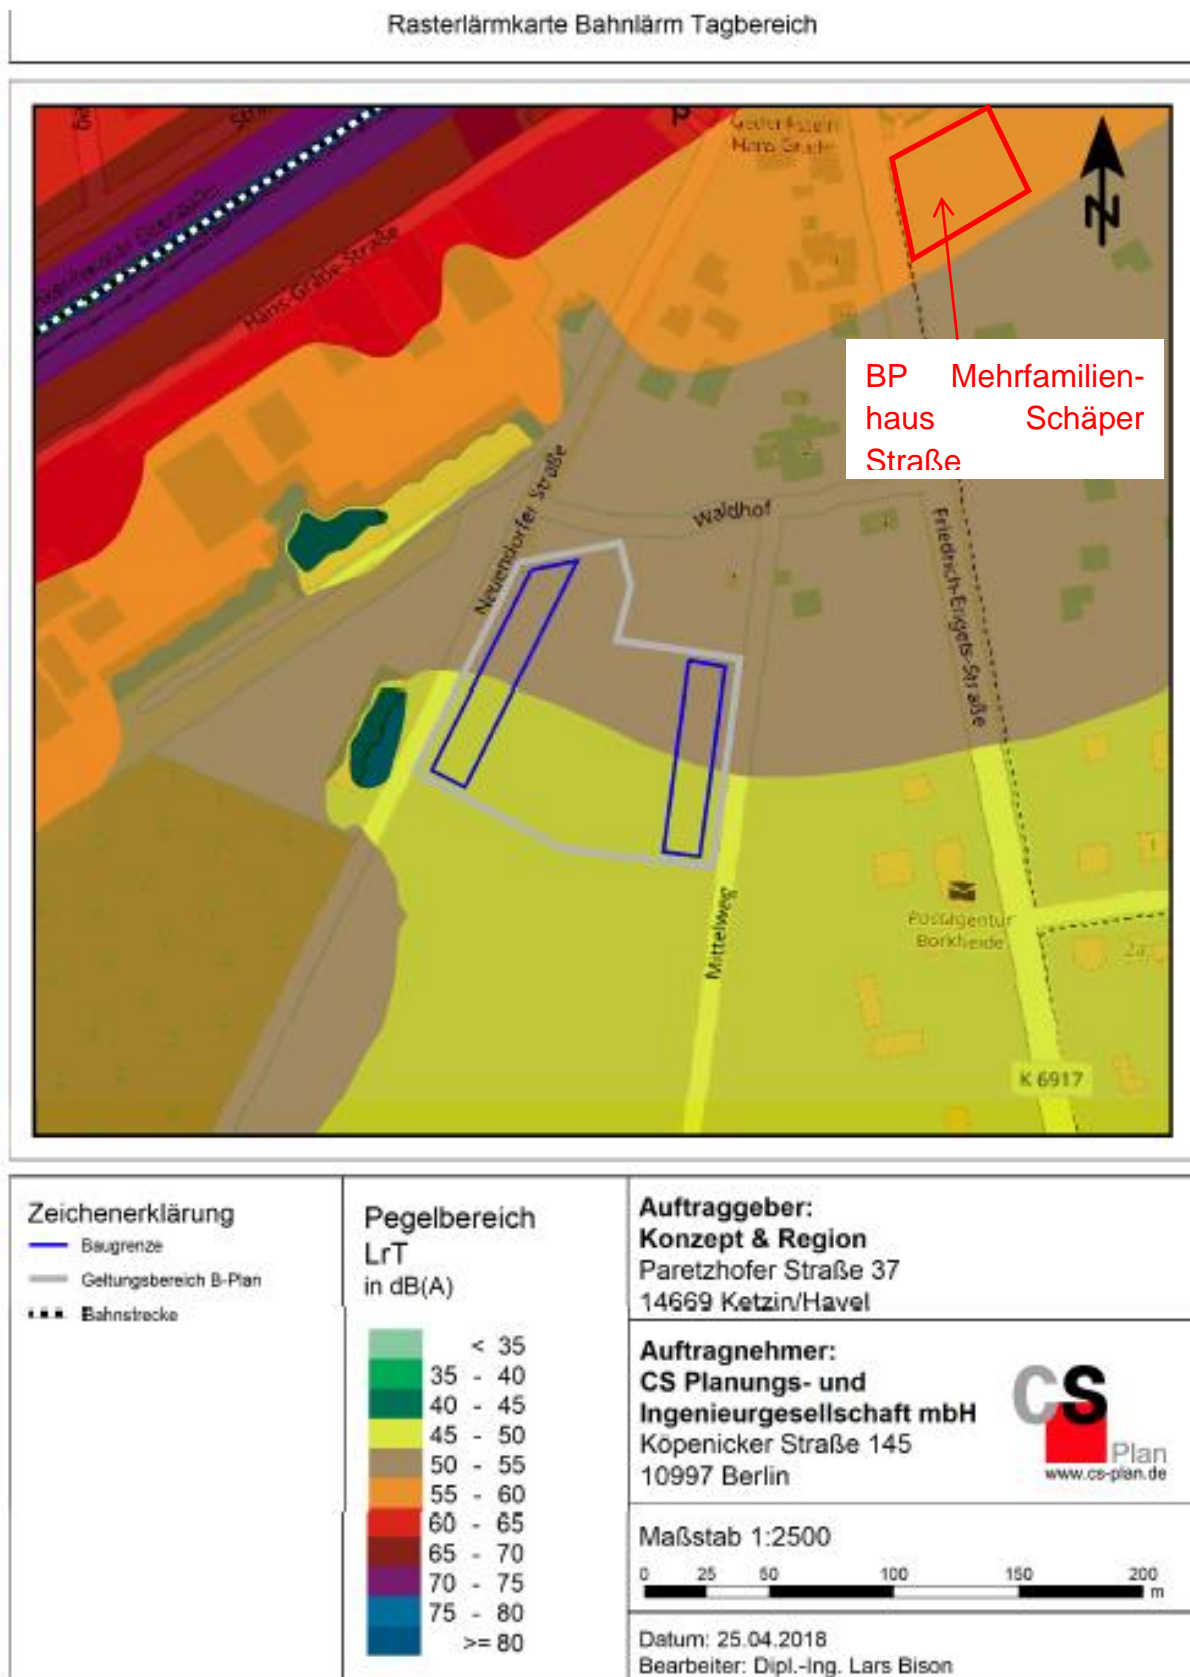 Rasterlärmkarte Bahnlärm Tagbereich
Gedenkstein
Hans Grade
Hans-Grade-Straße
BP Mehrfamilien-
haus Schäper
Straße
Neuendorfer Straße
Waldhof
Friedrich-Engels-Straße
Mittelweg
Postagentur
Borkheide
2a
K 6917
N
Zeichenerklärung
Baugrenze
Geltungsbereich B-Plan
Bahnstrecke
Pegelbereich
LrT
in dB(A)
< 35
35 - 40
40 - 45
45 - 50
50 - 55
55 - 60
60 - 65
65 - 70
70 - 75
75 - 80
>= 80
Auftraggeber:
Konzept & Region
Paretzhofer Straße 37
14669 Ketzin/Havel
Auftragnehmer:
CS Planungs- und
Ingenieurgesellschaft mbH
Köpenicker Straße 145
10997 Berlin
CS
Plan
www.cs-plan.de
Maßstab 1:2500
0 25 50 100 150 200
m
Datum: 25.04.2018
Bearbeiter: Dipl.-Ing. Lars Bison